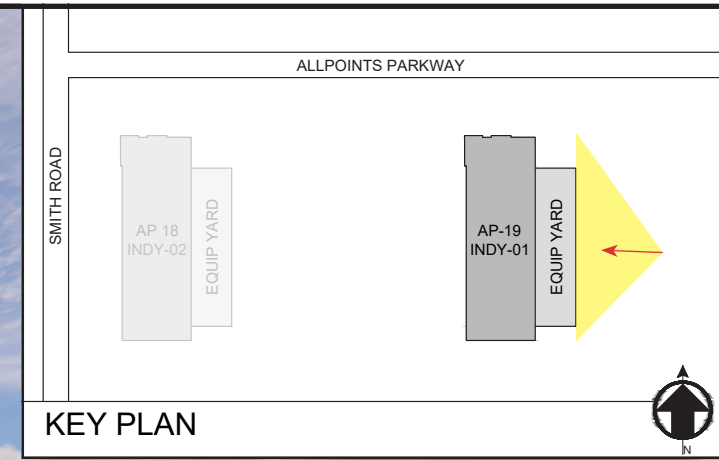 ALLPOINTS PARKWAY
SMITH ROAD
AP 18
INDY-02
EQUIP YARD
AP-19
INDY-01
EQUIP YARD
KEY PLAN
N